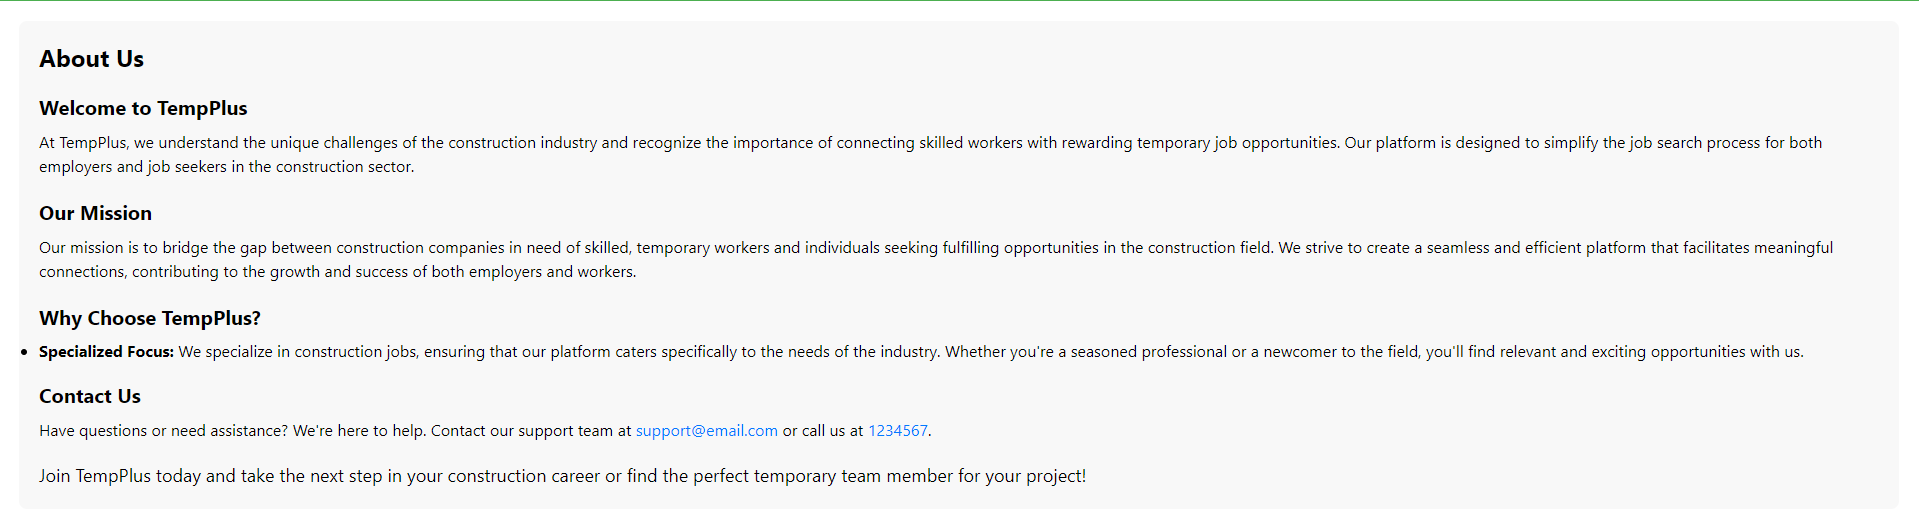 About Us
Welcome to TempPlus
At TempPlus, we understand the unique challenges of the construction industry and recognize the importance of connecting skilled workers with rewarding temporary job opportunities. Our platform is designed to simplify the job search process for both
employers and job seekers in the construction sector.
Our Mission
Our mission is to bridge the gap between construction companies in need of skilled, temporary workers and individuals seeking fulfilling opportunities in the construction field. We strive to create a seamless and efficient platform that facilitates meaningful
connections, contributing to the growth and success of both employers and workers.
Why Choose TempPlus?
• Specialized Focus: We specialize in construction jobs, ensuring that our platform caters specifically to the needs of the industry. Whether you're a seasoned professional or a newcomer to the field, you'll find relevant and exciting opportunities with us.
Contact Us
Have questions or need assistance? We're here to help. Contact our support team at support@email.com or call us at 1234567.
Join TempPlus today and take the next step in your construction career or find the perfect temporary team member for your project!